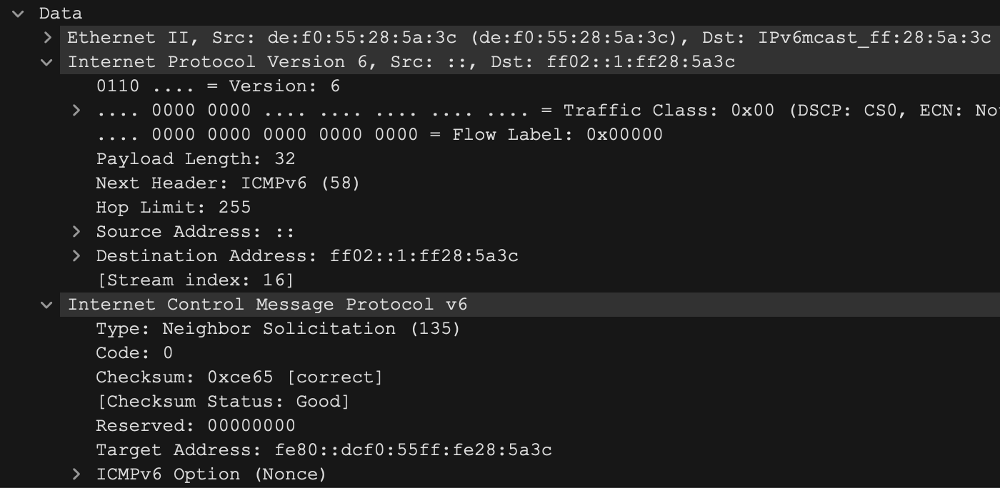 Data
Ethernet II, Src: de:f0:55:28:5a:3c (de:f0:55:28:5a:3c), Dst: IPv6mcast_ff:28:5a:3c
Internet Protocol Version 6, Src: ::, Dst: ff02::1:ff28:5a3c
0110 .... = Version: 6
.... 0000 0000 .... .... .... .... .... = Traffic Class: 0x00 (DSCP: CS0, ECN: No
.... 0000 0000 0000 0000 0000 = Flow Label: 0x00000
Payload Length: 32
Next Header: ICMPv6 (58)
Hop Limit: 255
Source Address: ::
Destination Address: ff02::1:ff28:5a3c
[Stream index: 16]
Internet Control Message Protocol v6
Type: Neighbor Solicitation (135)
Code: 0
Checksum: 0xce65 [correct]
[Checksum Status: Good]
Reserved: 00000000
Target Address: fe80::dcf0:55ff:fe28:5a3c
ICMPv6 Option (Nonce)